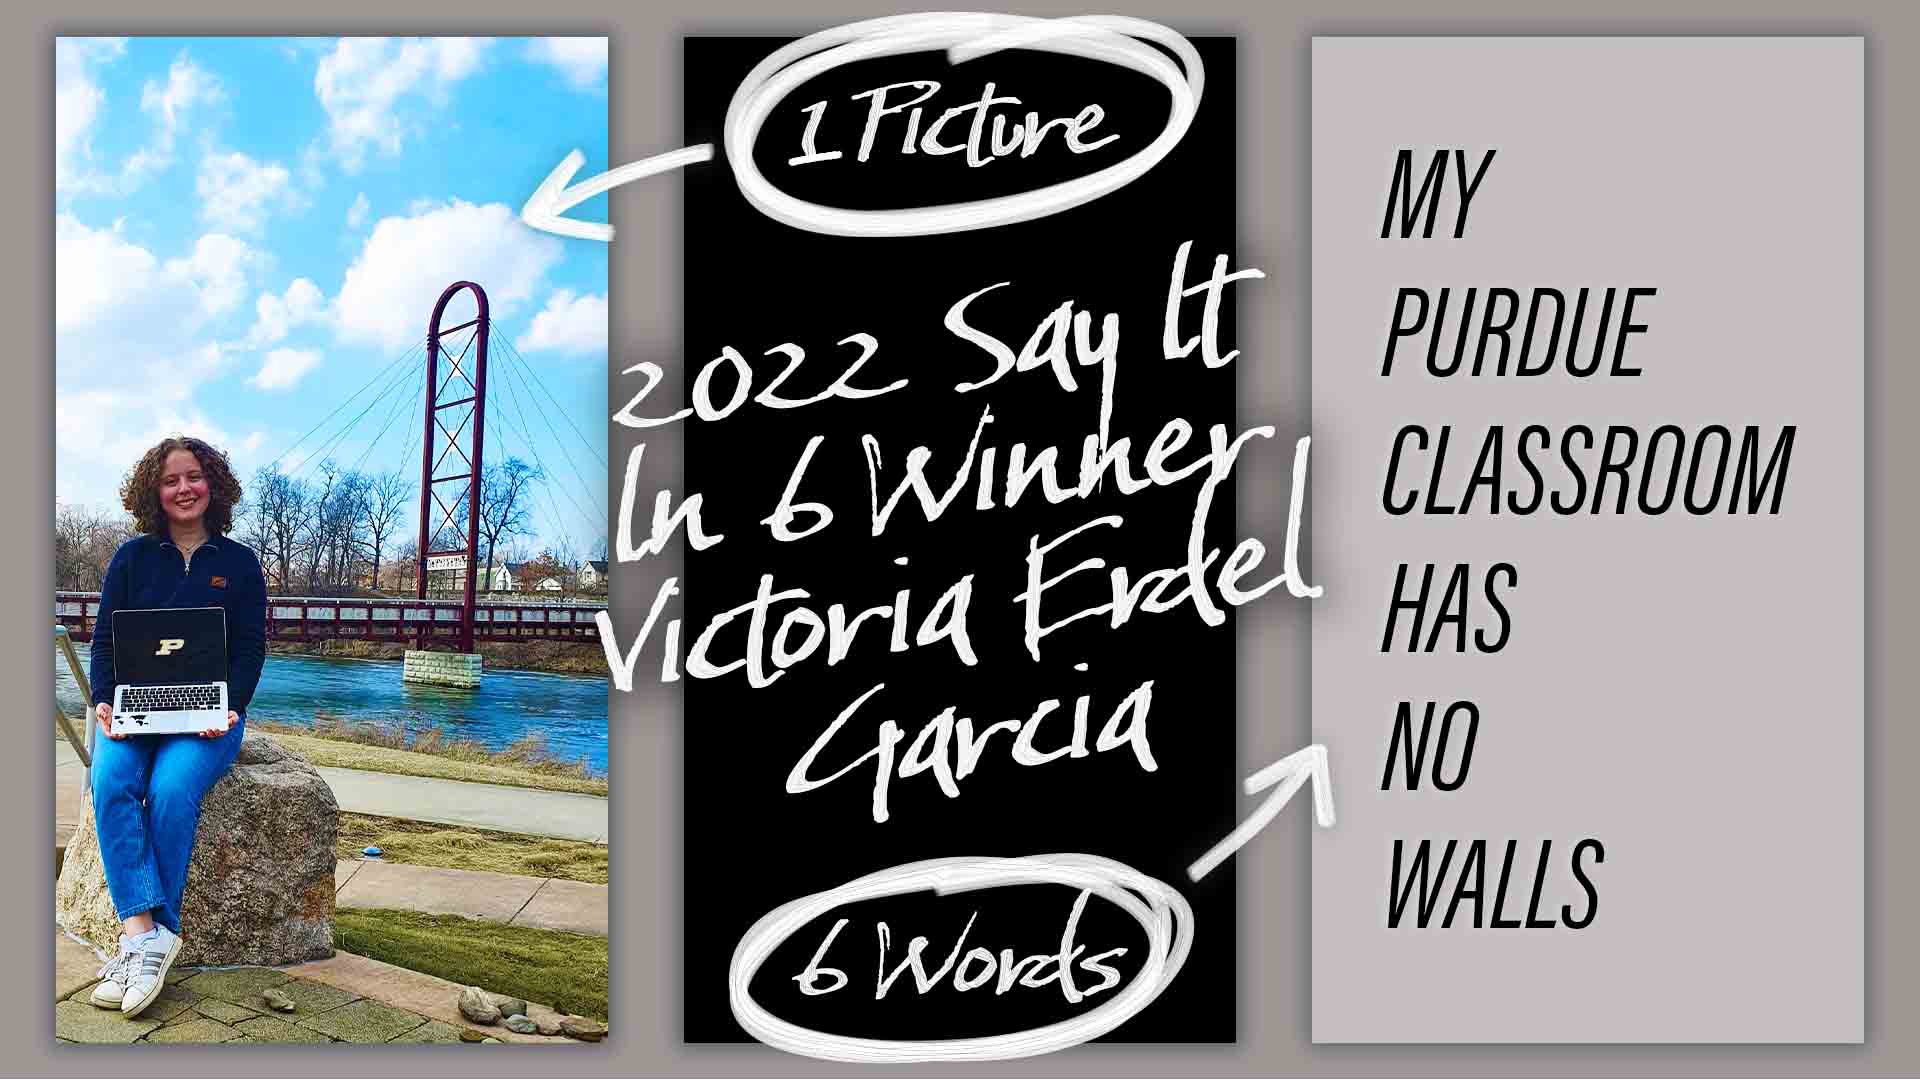 1 Picture
2022 Say It
In 6 Winner
Victoria Erdel
Garcia
6 Words
MY
PURDUE
CLASSROOM
HAS
NO
WALLS
P